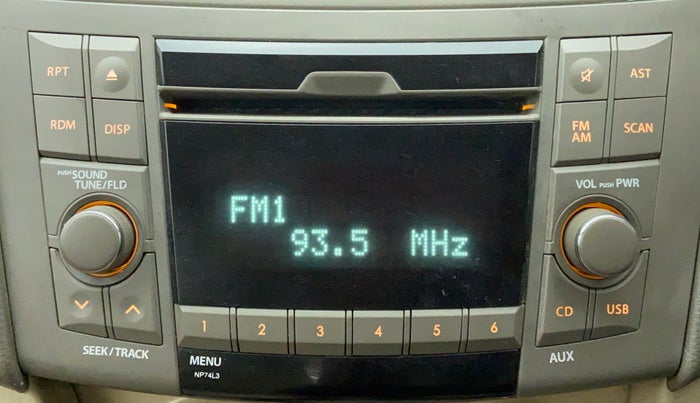 RPT
AST
RDM
DISP
FM
AM
SCAN
PUSH SOUND
TUNE/FLD
VOL PUSH PWR
FM1
93.5 MHz
CD
USB
1
2
3
4
5
6
SEEK/TRACK
MENU
AUX
NP74L3